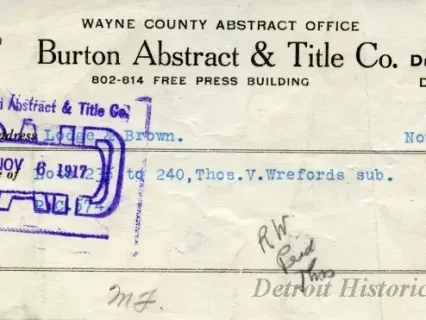 WAYNE COUNTY ABSTRACT OFFICE
Burton Abstract & Title Co.
802-814 FREE PRESS BUILDING
Abstract & Title Co.
Lodge & Brown.
NOV 6 1917
to 240, Thos.V.Wrefords sub.
R.W.
Thos
M.F.
Detroit Historic